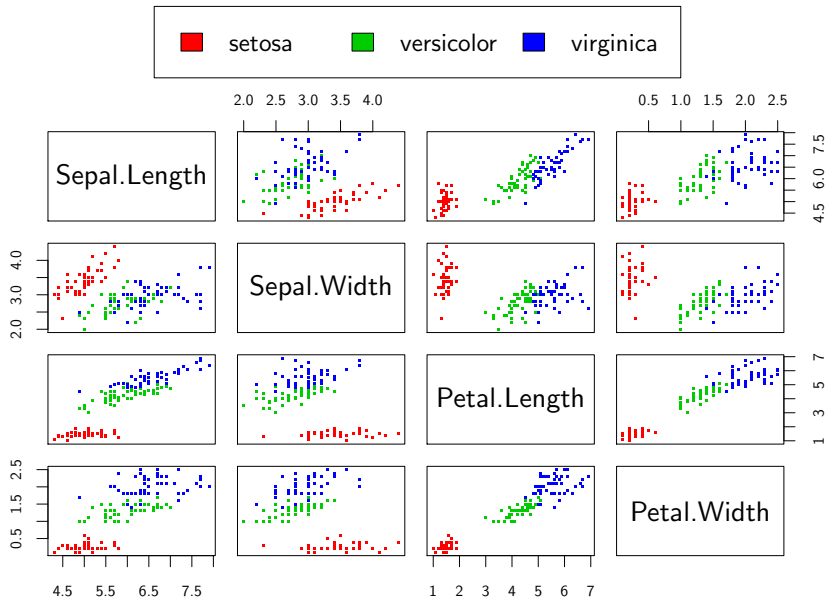 setosa versicolor virginica
2.0 2.5 3.0 3.5 4.0 0.5 1.0 1.5 2.0 2.5
Sepal.Length
4.5 6.0 7.5
2.0 3.0 4.0
Sepal.Width
Petal.Length
1 3 5 7
0.5 1.5 2.5
Petal.Width
4.5 5.5 6.5 7.5 1 2 3 4 5 6 7